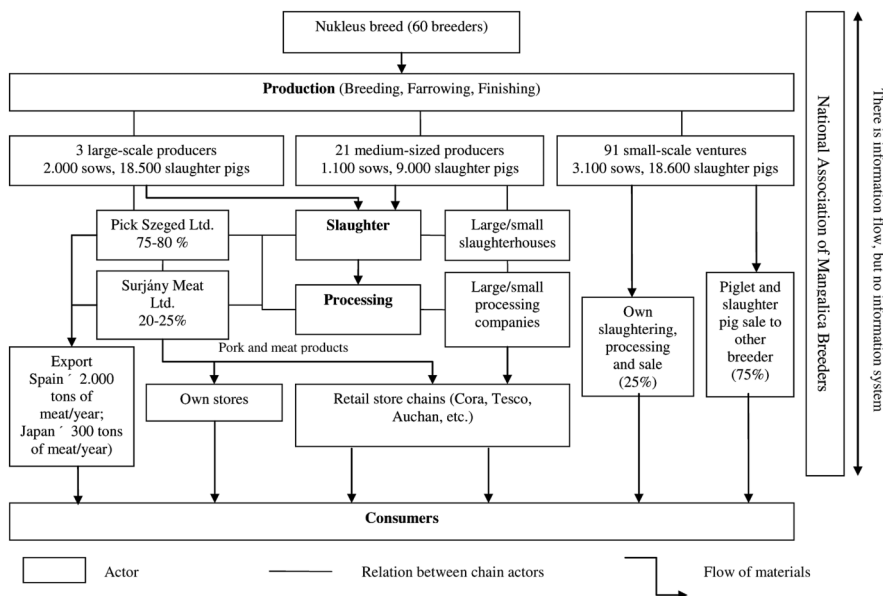 Nukleus breed (60 breeders)
Production (Breeding, Farrowing, Finishing)
3 large-scale producers
2.000 sows, 18.500 slaughter pigs
21 medium-sized producers
1.100 sows, 9.000 slaughter pigs
91 small-scale ventures
3.100 sows, 18.600 slaughter pigs
Pick Szeged Ltd.
75-80 %
Slaughter
Large/small
slaughterhouses
Surjány Meat
Ltd.
20-25%
Processing
Large/small
processing
companies
Own
slaughtering,
processing
and sale
(25%)
Piglet and
slaughter
pig sale to
other
breeder
(75%)
Pork and meat products
Export
Spain ´ 2.000
tons of
meat/year;
Japan ´ 300 tons
of meat/year)
Own stores
Retail store chains (Cora, Tesco,
Auchan, etc.)
Consumers
National Association of Mangalica Breeders
There is information flow, but no information system
Actor
Relation between chain actors
Flow of materials